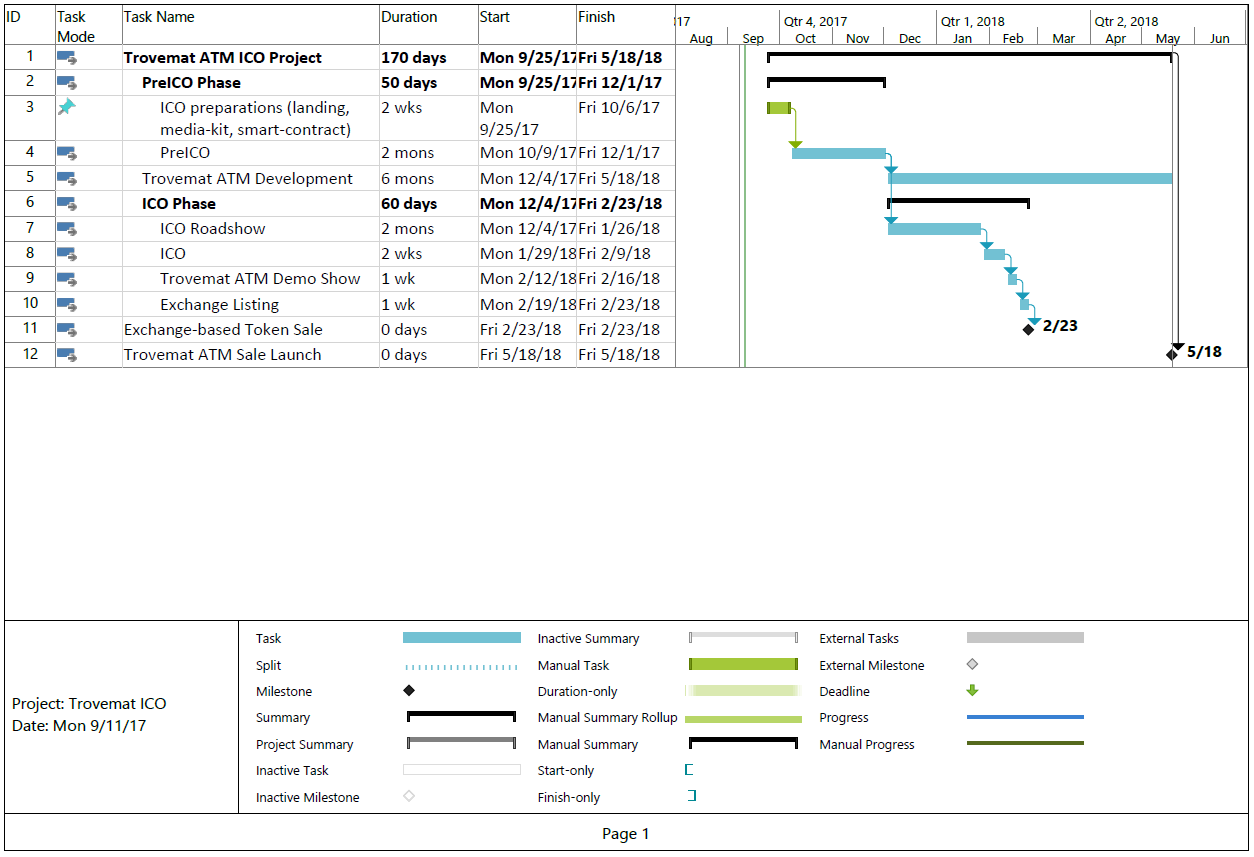 ID Task Mode Task Name Duration Start Finish
Qtr 4, 2017 Qtr 1, 2018 Qtr 2, 2018
Aug Sep Oct Nov Dec Jan Feb Mar Apr May Jun
1 Trovemat ATM ICO Project 170 days Mon 9/25/17 Fri 5/18/18
2 PreICO Phase 50 days Mon 9/25/17 Fri 12/1/17
3 ICO preparations (landing, media-kit, smart-contract) 2 wks Mon 9/25/17 Fri 10/6/17
4 PreICO 2 mons Mon 10/9/17 Fri 12/1/17
5 Trovemat ATM Development 6 mons Mon 12/4/17 Fri 5/18/18
6 ICO Phase 60 days Mon 12/4/17 Fri 2/23/18
7 ICO Roadshow 2 mons Mon 12/4/17 Fri 1/26/18
8 ICO 2 wks Mon 1/29/18 Fri 2/9/18
9 Trovemat ATM Demo Show 1 wk Mon 2/12/18 Fri 2/16/18
10 Exchange Listing 1 wk Mon 2/19/18 Fri 2/23/18
11 Exchange-based Token Sale 0 days Fri 2/23/18 Fri 2/23/18 2/23
12 Trovemat ATM Sale Launch 0 days Fri 5/18/18 Fri 5/18/18 5/18
Project: Trovemat ICO
Date: Mon 9/11/17
Task
Split
Milestone
Summary
Project Summary
Inactive Task
Inactive Milestone
Inactive Summary
Manual Task
Duration-only
Manual Summary Rollup
Manual Summary
Start-only
Finish-only
External Tasks
External Milestone
Deadline
Progress
Manual Progress
Page 1